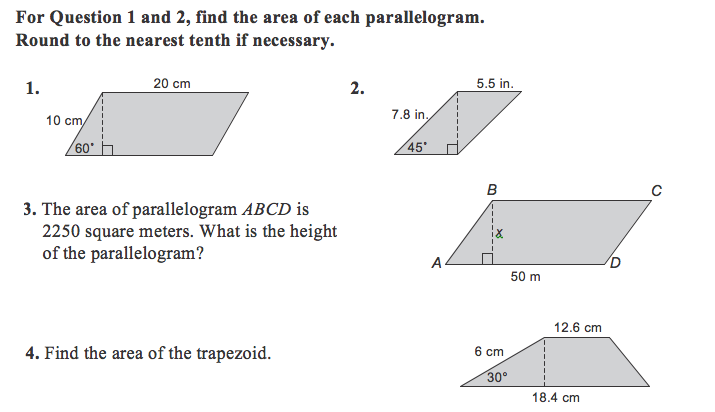 For Question 1 and 2, find the area of each parallelogram.
Round to the nearest tenth if necessary.
1.
20 cm
10 cm
60°
2.
5.5 in.
7.8 in.
45°
3. The area of parallelogram ABCD is
2250 square meters. What is the height
of the parallelogram?
B
C
x
A
D
50 m
4. Find the area of the trapezoid.
12.6 cm
6 cm
30°
18.4 cm